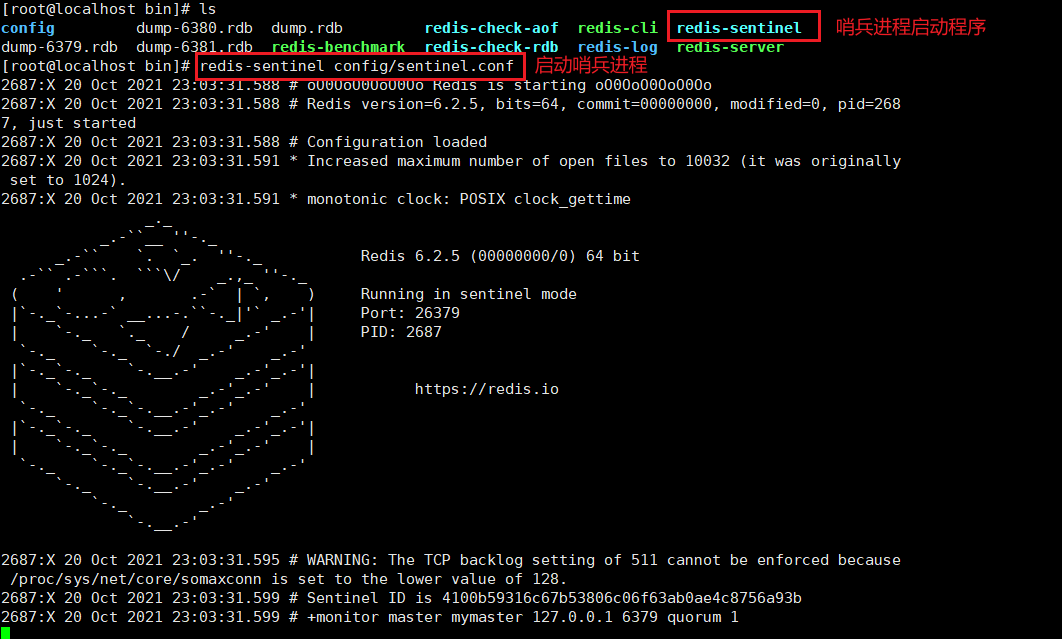 [root@localhost bin]# ls
config dump-6380.rdb dump.rdb redis-check-aof redis-cli redis-sentinel 哨兵进程启动程序
dump-6379.rdb dump-6381.rdb redis-benchmark redis-check-rdb redis-log redis-server
[root@localhost bin]# redis-sentinel config/sentinel.conf 启动哨兵进程
2687:X 20 Oct 2021 23:03:31.588 # oO0OoO0OoO0Oo Redis is starting oO0OoO0OoO0Oo
2687:X 20 Oct 2021 23:03:31.588 # Redis version=6.2.5, bits=64, commit=00000000, modified=0, pid=268
7, just started
2687:X 20 Oct 2021 23:03:31.588 # Configuration loaded
2687:X 20 Oct 2021 23:03:31.591 * Increased maximum number of open files to 10032 (it was originally
set to 1024).
2687:X 20 Oct 2021 23:03:31.591 * monotonic clock: POSIX clock_gettime
Redis 6.2.5 (00000000/0) 64 bit
Running in sentinel mode
Port: 26379
PID: 2687
https://redis.io
2687:X 20 Oct 2021 23:03:31.595 # WARNING: The TCP backlog setting of 511 cannot be enforced because
/proc/sys/net/core/somaxconn is set to the lower value of 128.
2687:X 20 Oct 2021 23:03:31.599 # Sentinel ID is 4100b59316c67b53806c06f63ab0ae4c8756a93b
2687:X 20 Oct 2021 23:03:31.599 # +monitor master mymaster 127.0.0.1 6379 quorum 1